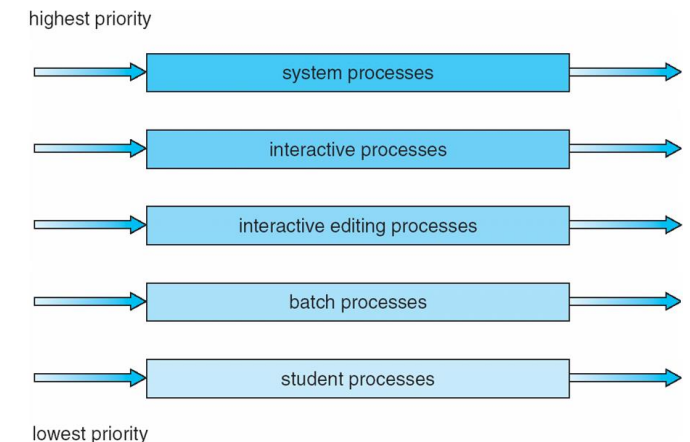 highest priority
system processes
interactive processes
interactive editing processes
batch processes
student processes
lowest priority